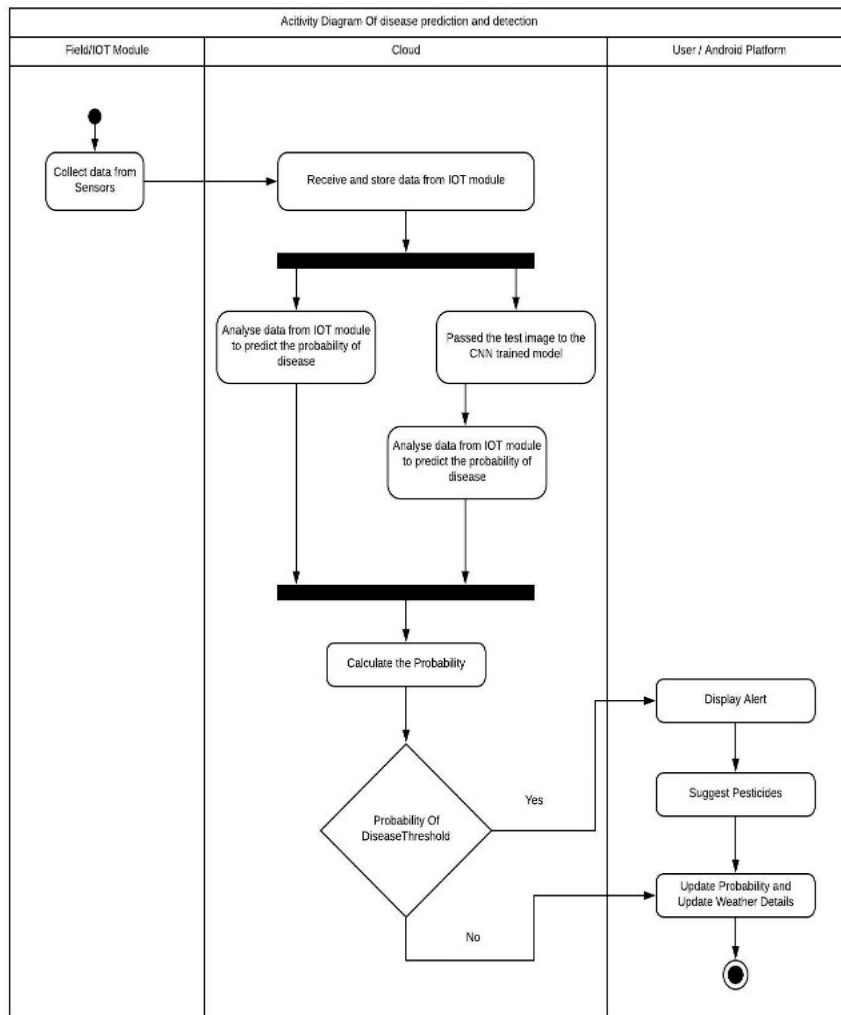 Acitivity Diagram Of disease prediction and detection
Field/IOT Module
Cloud
User / Android Platform
Collect data from
Sensors
Receive and store data from IOT module
Analyse data from IOT module
to predict the probability of
disease
Passed the test image to the
CNN trained model
Analyse data from IOT module
to predict the probability of
disease
Calculate the Probability
Probability Of
DiseaseThreshold
Yes
No
Display Alert
Suggest Pesticides
Update Probability and
Update Weather Details